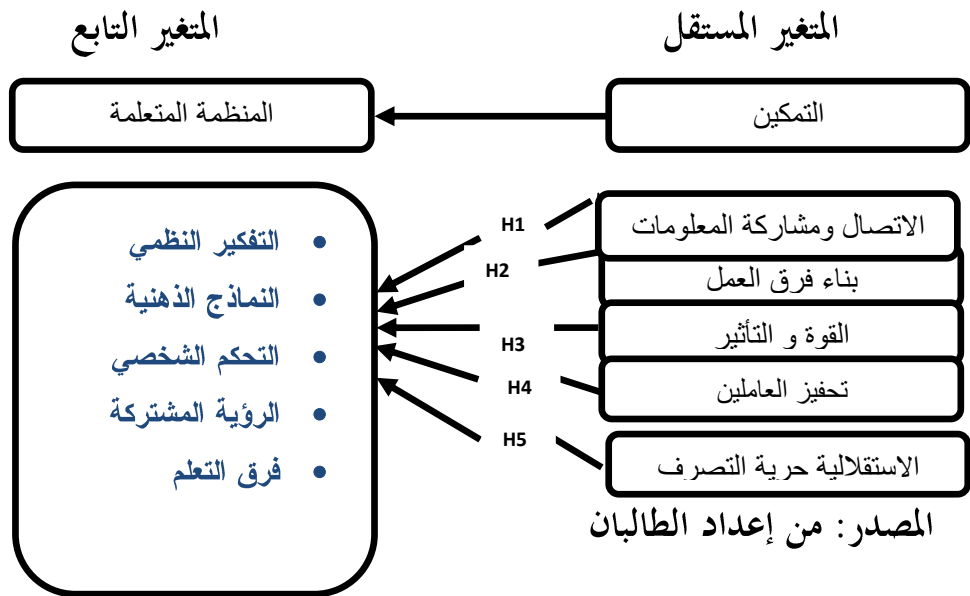 المتغير المستقل
المتغير التابع
التمكين
المنظمة المتعلمة
الاتصال ومشاركة المعلومات
بناء فرق العمل
القوة و التأثير
تحفيز العاملين
الاستقلالية حرية التصرف
H1
H2
H3
H4
H5
• التفكير النظمي
• النماذج الذهنية
• التحكم الشخصي
• الرؤية المشتركة
• فرق التعلم
المصدر: من إعداد الطالبان